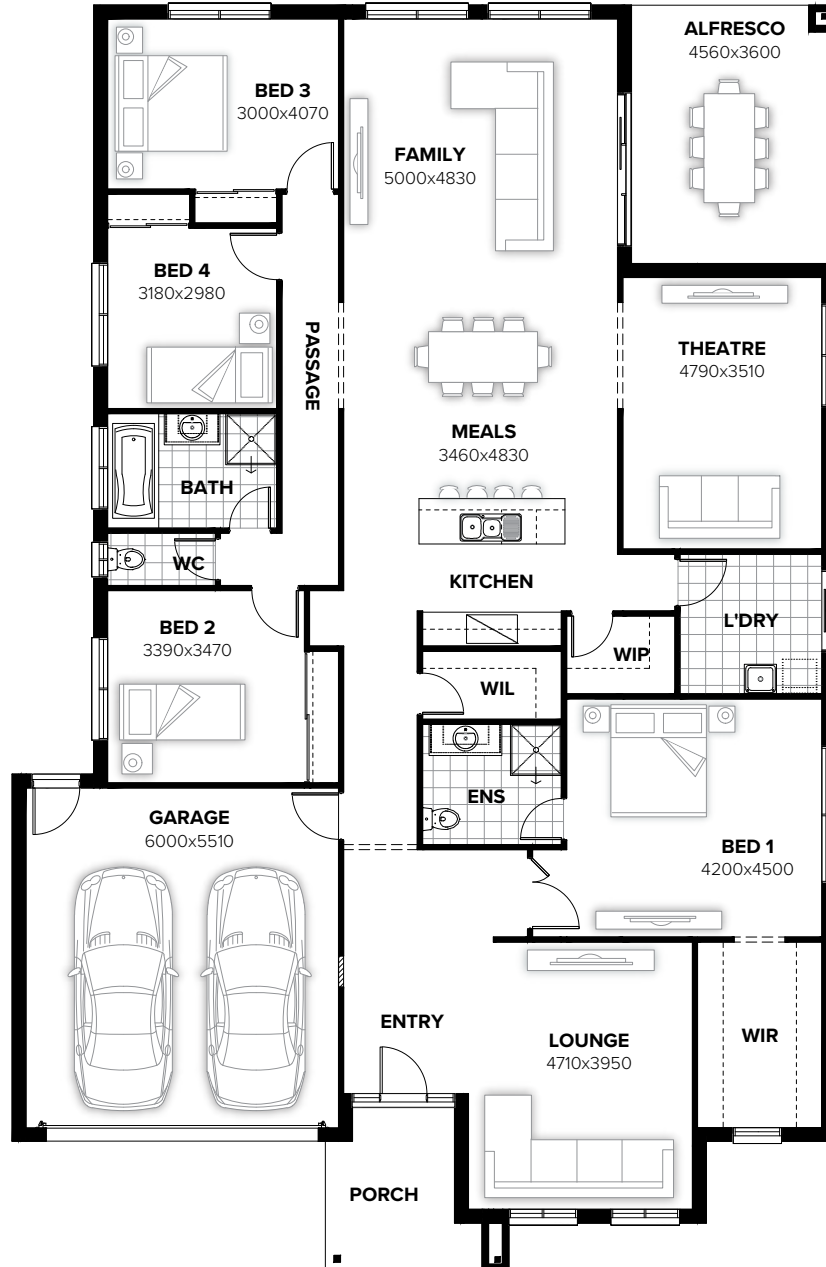 ALFRESCO
4560x3600
BED 3
3000x4070
FAMILY
5000x4830
BED 4
3180x2980
PASSAGE
THEATRE
4790x3510
MEALS
3460x4830
BATH
WC
KITCHEN
L'DRY
BED 2
3390x3470
WIP
WIL
ENS
GARAGE
6000x5510
BED 1
4200x4500
ENTRY
LOUNGE
4710x3950
WIR
PORCH